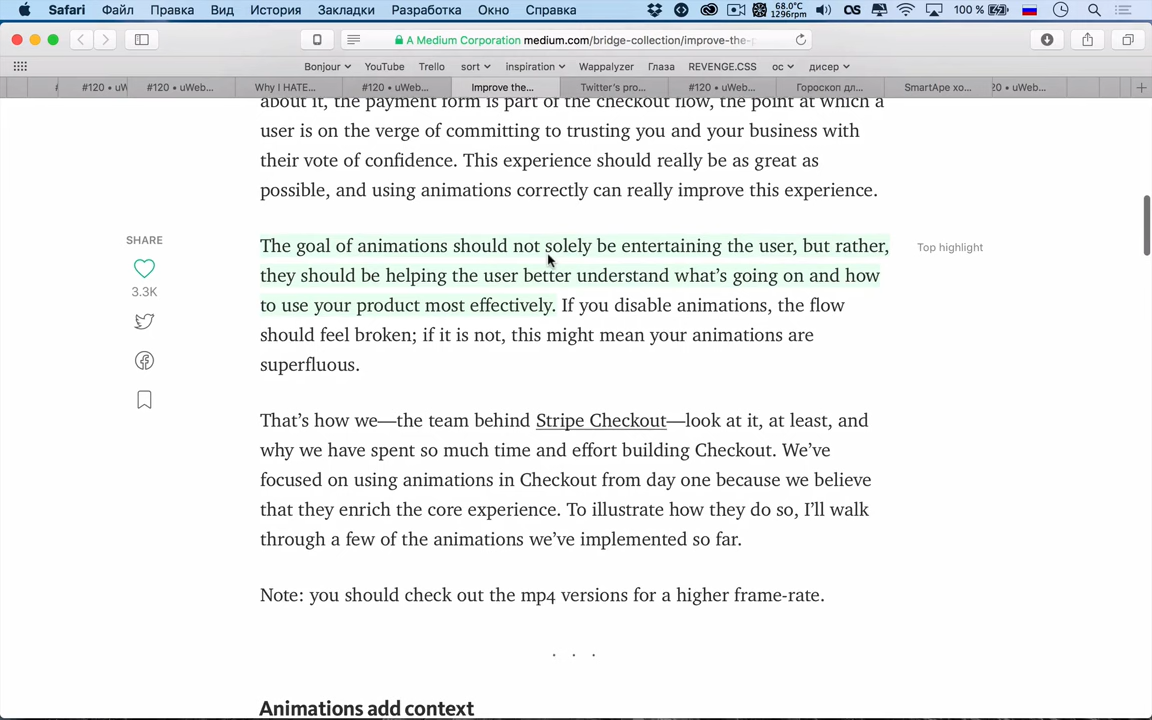 Safari Файл Правка Вид История Закладки Разработка Окно Справка 68.0°C 1296rpm 100 %
A Medium Corporation medium.com/bridge-collection/improve-the-p
Bonjour YouTube Trello sort inspiration Wappalyzer Глаза REVENGE.CSS ос дисер
#120 • uW #120 • uWeb... Why I HATE... #120 • uWeb... Improve the... Twitter's pro... #120 • uWeb... Гороскоп дл... SmartApe хо... 20 • uWeb...
about it, the payment form is part of the checkout flow, the point at which a
user is on the verge of committing to trusting you and your business with
their vote of confidence. This experience should really be as great as
possible, and using animations correctly can really improve this experience.
SHARE
3.3K
The goal of animations should not solely be entertaining the user, but rather,
Top highlight
they should be helping the user better understand what's going on and how
to use your product most effectively. If you disable animations, the flow
should feel broken; if it is not, this might mean your animations are
superfluous.
That's how we—the team behind Stripe Checkout—look at it, at least, and
why we have spent so much time and effort building Checkout. We've
focused on using animations in Checkout from day one because we believe
that they enrich the core experience. To illustrate how they do so, I'll walk
through a few of the animations we've implemented so far.
Note: you should check out the mp4 versions for a higher frame-rate.
. . .
Animations add context